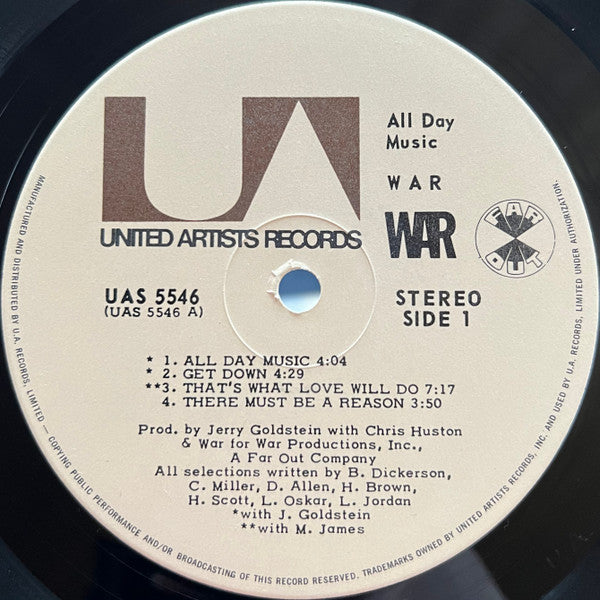 UA
UNITED ARTISTS RECORDS
All Day
Music
WAR
WAR
FAR
OUT
UAS 5546
(UAS 5546 A)
STEREO
SIDE 1
* 1. ALL DAY MUSIC 4:04
* 2. GET DOWN 4:29
**3. THAT'S WHAT LOVE WILL DO 7:17
4. THERE MUST BE A REASON 3:50
Prod. by Jerry Goldstein with Chris Huston
& War for War Productions, Inc.,
A Far Out Company
All selections written by B. Dickerson,
C. Miller, D. Allen, H. Brown,
H. Scott, L. Oskar, L. Jordan
*with J. Goldstein
**with M. James
MANUFACTURED AND DISTRIBUTED BY U.A. RECORDS, LIMITED — COPYING PUBLIC PERFORMANCE AND/OR BROADCASTING OF THIS RECORD RESERVED. TRADEMARKS OWNED BY UNITED ARTISTS RECORDS, INC. AND USED BY U.A. RECORDS, LIMITED UNDER AUTHORIZATION.